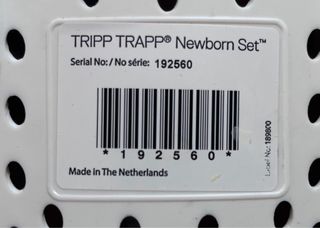 TRIPP TRAPP® Newborn Set™
Serial No:/ No série: 192560
*192560*
Made in The Netherlands
Label No: 189800